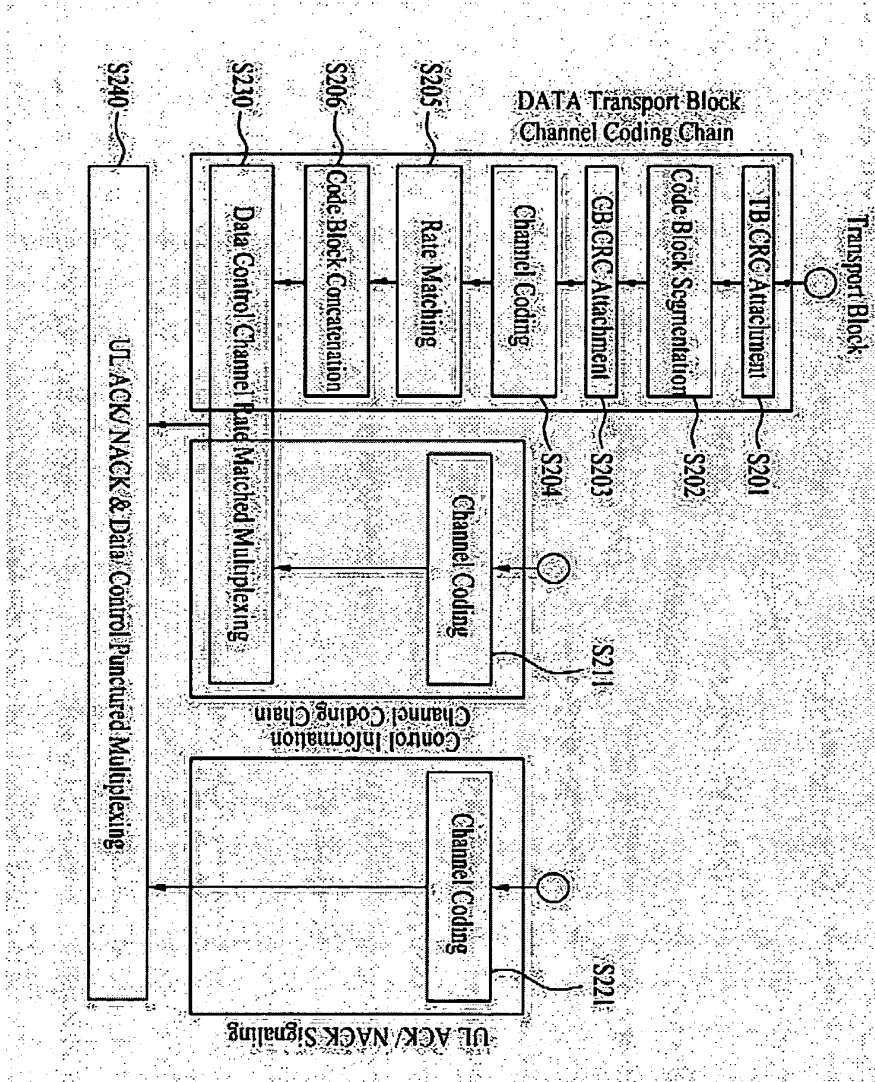 Transport Block
DATA Transport Block
Channel Coding Chain
TB CRC Attachment
S201
Code Block Segmentation
S202
CB CRC Attachment
S203
Channel Coding
S204
Rate Matching
S205
Code Block Concatenation
S206
Channel Coding
S211
Control Information
Channel Coding Chain
Data Control Channel Rate Matched Multiplexing
S230
Channel Coding
S221
UL ACK/ NACK Signaling
UL ACK/ NACK & Data/ Control Punctured Multiplexing
S240